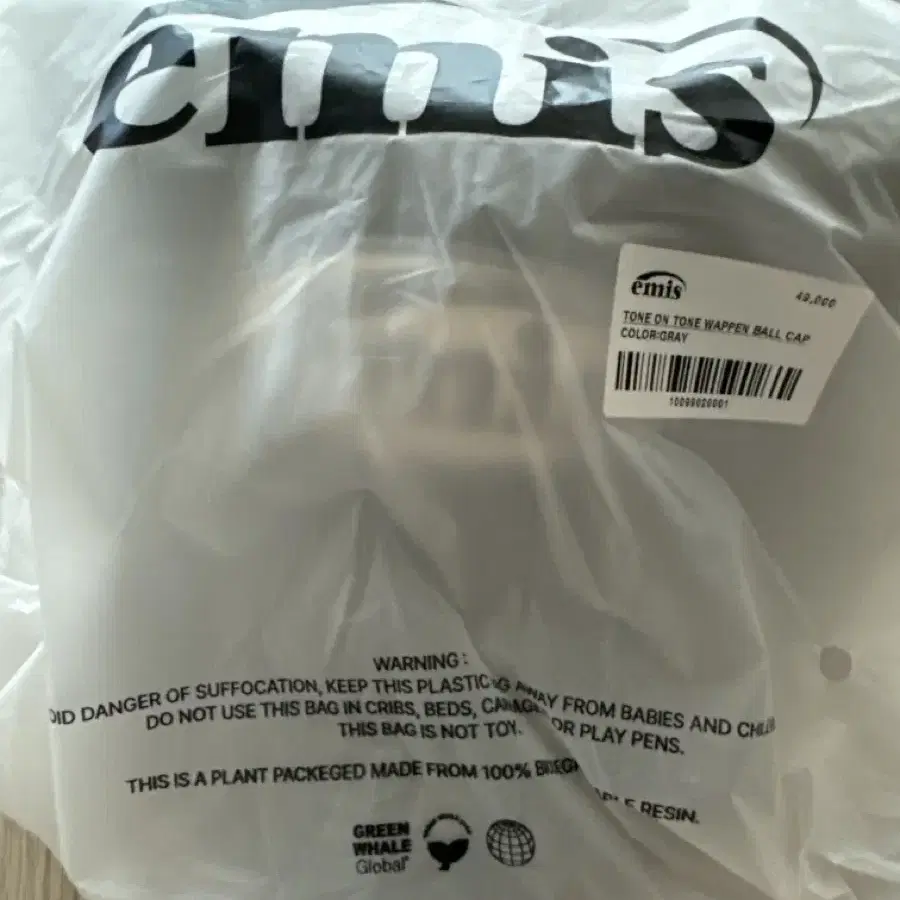 emis
emis 49,000
TONE ON TONE WAPPEN BALL CAP
COLOR:GRAY
10099020001
WARNING :
OID DANGER OF SUFFOCATION, KEEP THIS PLASTIC AWAY FROM BABIES AND
DO NOT USE THIS BAG IN CRIBS, BEDS, OR PLAY PENS.
THIS BAG IS NOT TOY.
THIS IS A PLANT PACKEGED MADE FROM 100% RESIN.
GREEN
WHALE
Global